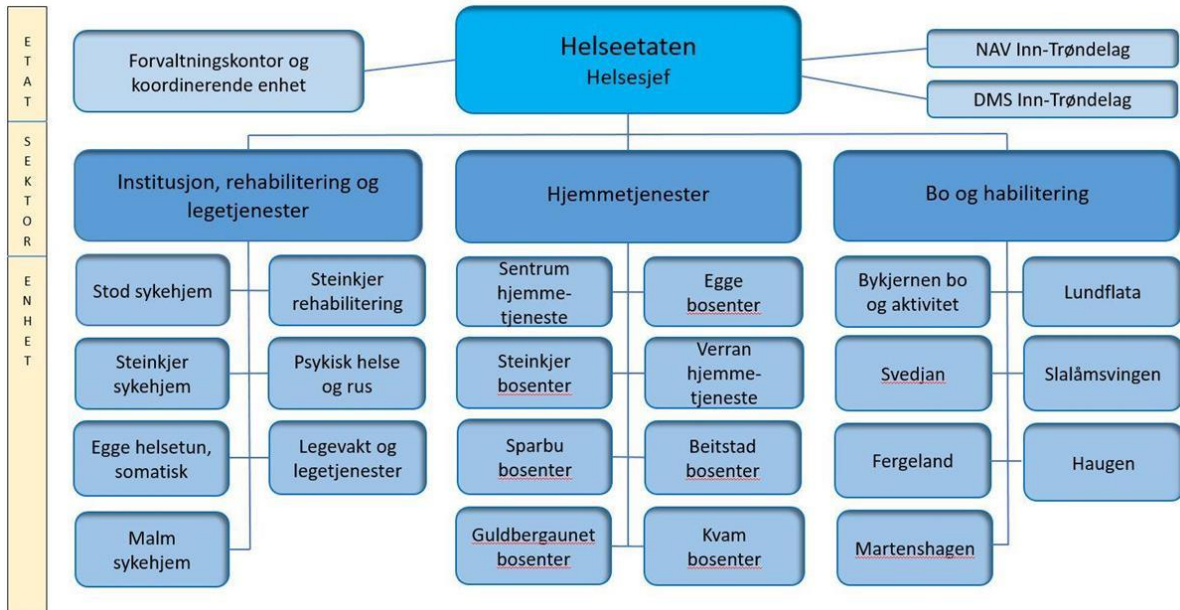 ETAT
Forvaltningskontor og
koordinerende enhet
Helseetaten
Helsesjef
NAV Inn-Trøndelag
DMS Inn-Trøndelag
SEKTOR
Institusjon, rehabilitering og
legetjenester
Hjemmetjenester
Bo og habilitering
ENHET
Stod sykehjem
Steinkjer
rehabilitering
Steinkjer
sykehjem
Psykisk helse
og rus
Egge helsetun,
somatisk
Legevakt og
legetjenester
Malm
sykehjem
Sentrum
hjemme-
tjeneste
Egge
bosenter
Steinkjer
bosenter
Verran
hjemme-
tjeneste
Sparbu
bosenter
Beitstad
bosenter
Guldbergaunet
bosenter
Kvam
bosenter
Bykjernen bo
og aktivitet
Lundflata
Svedjan
Slalåmsvingen
Fergeland
Haugen
Martenshagen